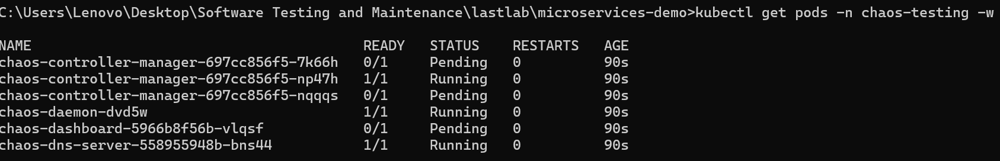 C:\Users\Lenovo\Desktop\Software Testing and Maintenance\lastlab\microservices-demo>kubectl get pods -n chaos-testing -w
NAME READY STATUS RESTARTS AGE
chaos-controller-manager-697cc856f5-7k66h 0/1 Pending 0 90s
chaos-controller-manager-697cc856f5-np47h 1/1 Running 0 90s
chaos-controller-manager-697cc856f5-nqqqs 0/1 Pending 0 90s
chaos-daemon-dvd5w 1/1 Running 0 90s
chaos-dashboard-5966b8f56b-vlqsf 0/1 Pending 0 90s
chaos-dns-server-558955948b-bns44 1/1 Running 0 90s